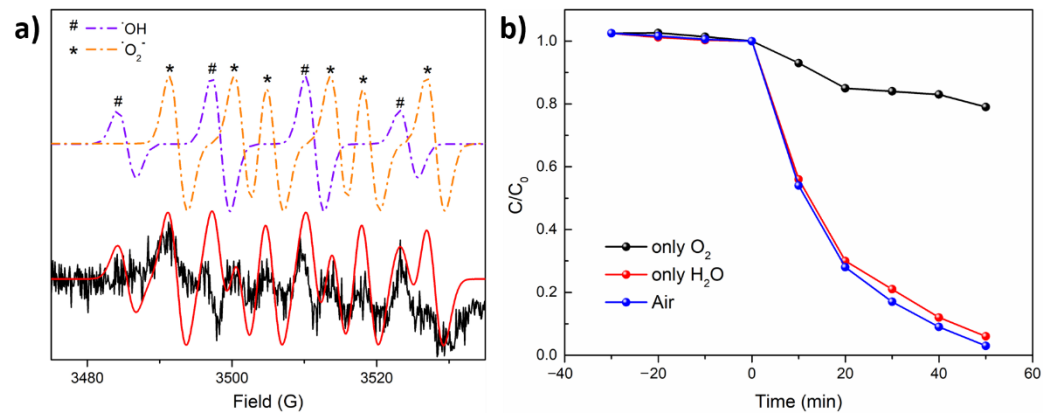 a)
# ˙OH
* ˙O₂⁻
# * # * * # * * # *
3480 3500 3520
Field (G)
b)
1.0
0.8
0.6
0.4
0.2
0.0
C/C₀
only O₂
only H₂O
Air
−40 −20 0 20 40 60
Time (min)